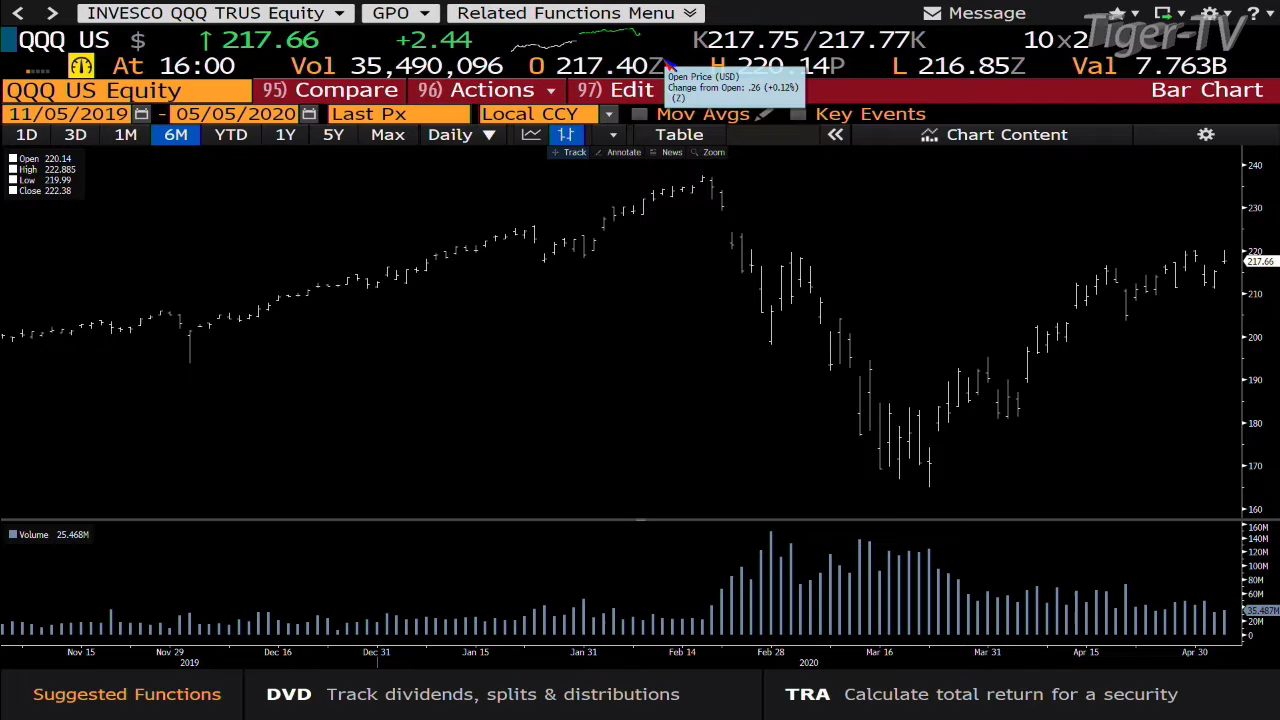 INVESCO QQQ TRUS Equity GPO Related Functions Menu Message ?
QQQ US $ ↑ 217.66 +2.44 K217.75/217.77K 10x2
Tiger-TV
At 16:00 Vol 35,490,096 O 217.40Z H 220.14P L 216.85Z Val 7.763B
Open Price (USD)
Change from Open: .26 (+0.12%)
(Z)
QQQ US Equity 95) Compare 96) Actions 97) Edit Bar Chart
11/05/2019 - 05/05/2020 Last Px Local CCY Mov Avgs Key Events
1D 3D 1M 6M YTD 1Y 5Y Max Daily ▼ Table « Chart Content
Track Annotate News Zoom
Open 220.14
High 222.885
Low 219.99
Close 222.38
240
230
220
217.66
210
200
190
180
170
160
Volume 25.468M
160M
140M
120M
100M
80M
60M
35.487M
20M
0
Nov 15 Nov 29 Dec 16 Dec 31 Jan 15 Jan 31 Feb 14 Feb 28 Mar 16 Mar 31 Apr 15 Apr 30
2019 2020
Suggested Functions DVD Track dividends, splits & distributions TRA Calculate total return for a security